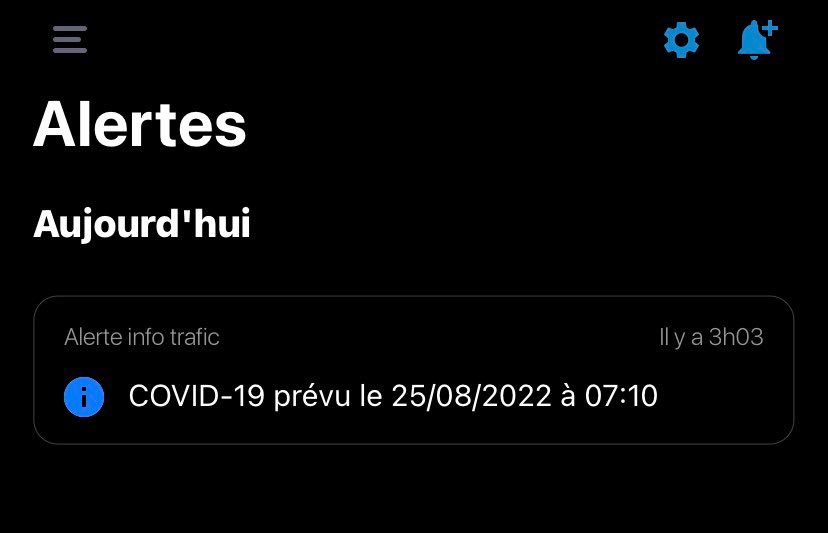 Alertes
Aujourd'hui
Alerte info trafic Il y a 3h03
COVID-19 prévu le 25/08/2022 à 07:10